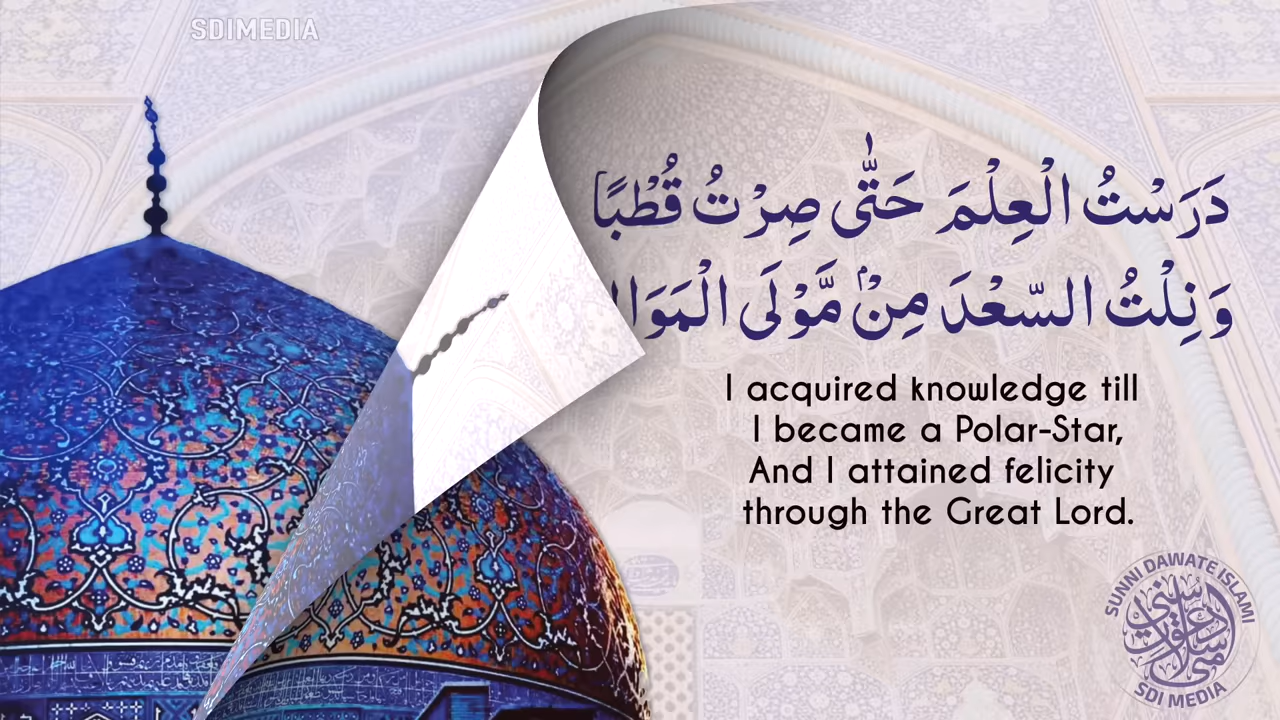 SDIMEDIA
دَرَسْتُ الْعِلْمَ حَتّٰى صِرْتُ قُطْبًا
وَنِلْتُ السّعْدَ مِنْ مَّوْلَى الْمَوَا
I acquired knowledge till
I became a Polar-Star,
And I attained felicity
through the Great Lord.
SUNNI DAWATE ISLAMI
SDI MEDIA